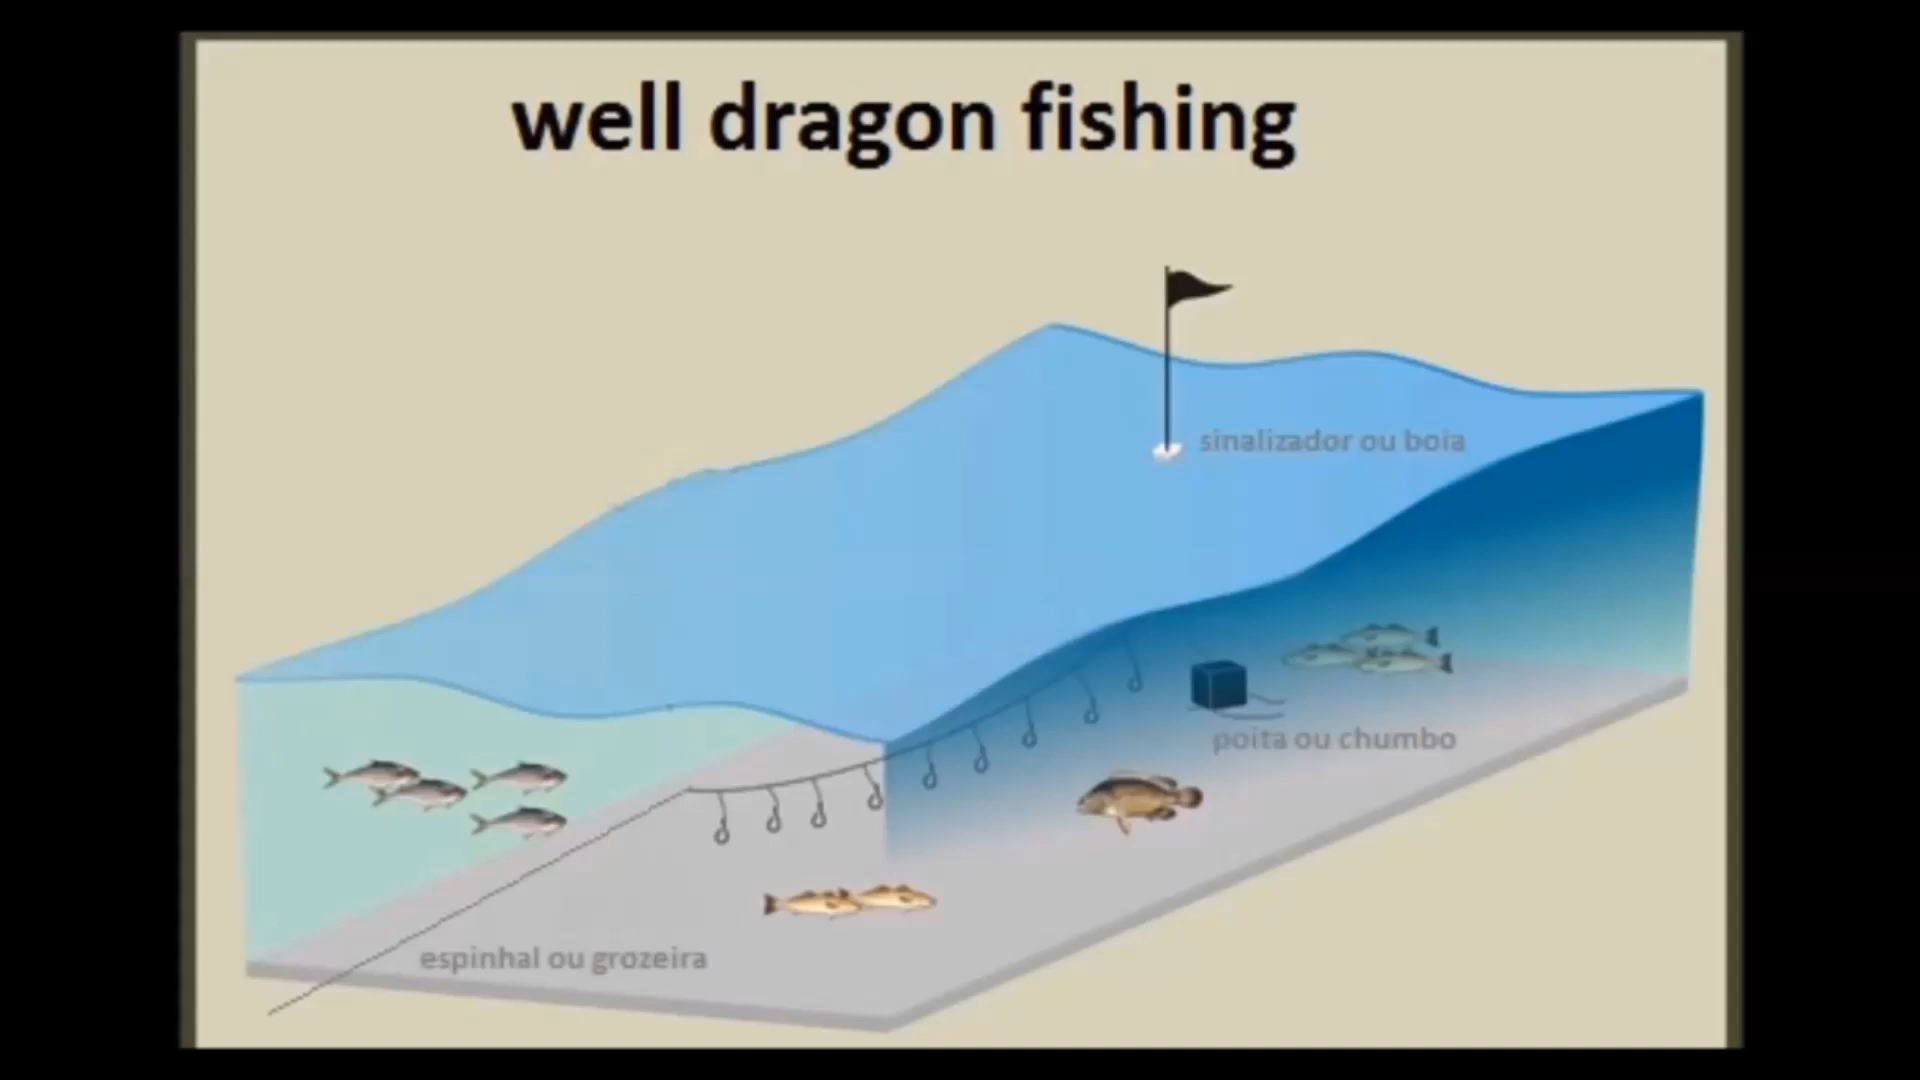 well dragon fishing
sinalizador ou boia
poita ou chumbo
espinhal ou grozeira